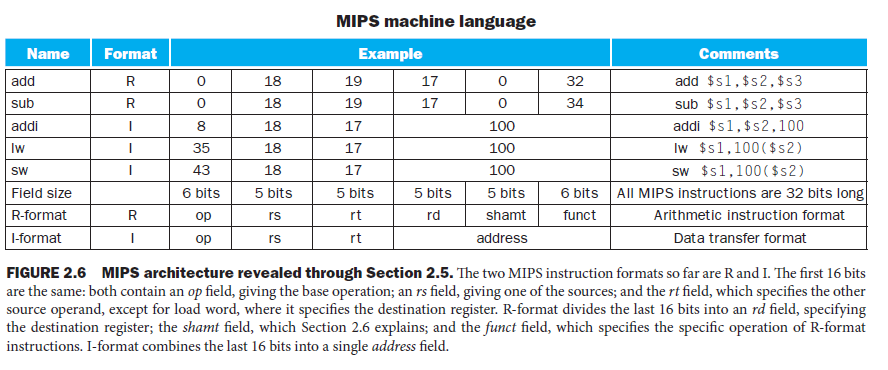 MIPS machine language
Name Format Example Comments
add R 0 18 19 17 0 32 add $s1,$s2,$s3
sub R 0 18 19 17 0 34 sub $s1,$s2,$s3
addi I 8 18 17 100 addi $s1,$s2,100
lw I 35 18 17 100 lw $s1,100($s2)
sw I 43 18 17 100 sw $s1,100($s2)
Field size 6 bits 5 bits 5 bits 5 bits 5 bits 6 bits All MIPS instructions are 32 bits long
R-format R op rs rt rd shamt funct Arithmetic instruction format
I-format I op rs rt address Data transfer format
FIGURE 2.6 MIPS architecture revealed through Section 2.5. The two MIPS instruction formats so far are R and I. The first 16 bits
are the same: both contain an op field, giving the base operation; an rs field, giving one of the sources; and the rt field, which specifies the other
source operand, except for load word, where it specifies the destination register. R-format divides the last 16 bits into an rd field, specifying
the destination register; the shamt field, which Section 2.6 explains; and the funct field, which specifies the specific operation of R-format
instructions. I-format combines the last 16 bits into a single address field.